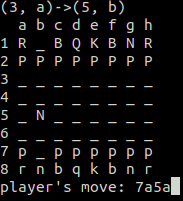 (3, a)->(5, b)
  a b c d e f g h
1 R _ B Q K B N R
2 P P P P P P P P
3 _ _ _ _ _ _ _ _
4 _ _ _ _ _ _ _ _
5 _ N _ _ _ _ _ _
6 _ _ _ _ _ _ _ _
7 p _ p p p p p p
8 r n b q k b n r
player's move: 7a5a